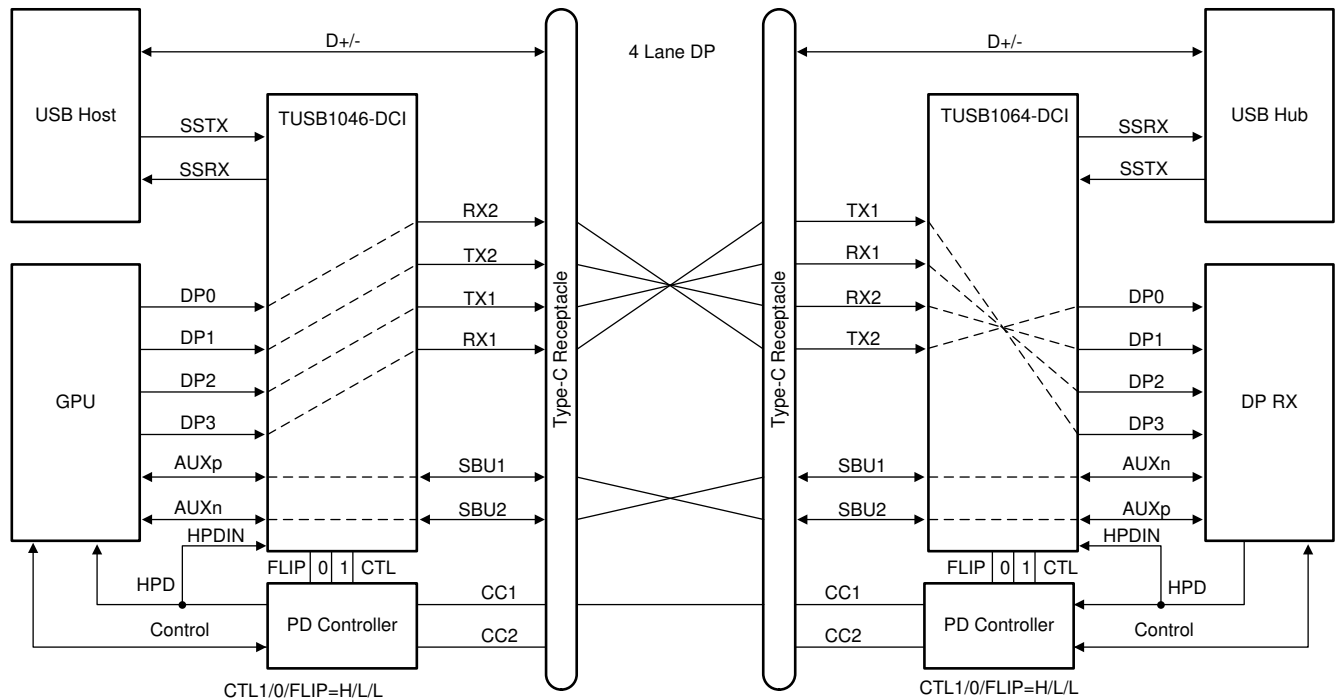 D+/-
4 Lane DP
D+/-
USB Host
TUSB1046-DCI
TUSB1064-DCI
USB Hub
SSTX
SSRX
SSRX
SSTX
RX2
TX2
TX1
RX1
TX1
RX1
RX2
TX2
DP0
DP1
DP2
DP3
GPU
DP0
DP1
DP2
DP3
DP RX
Type-C Receptacle
Type-C Receptacle
AUXp
SBU1
SBU1
AUXn
AUXn
SBU2
SBU2
AUXp
HPDIN
HPDIN
FLIP 0 1 CTL
FLIP 0 1 CTL
HPD
CC1
CC1
HPD
PD Controller
PD Controller
Control
CC2
CC2
Control
CTL1/0/FLIP=H/L/L
CTL1/0/FLIP=H/L/L